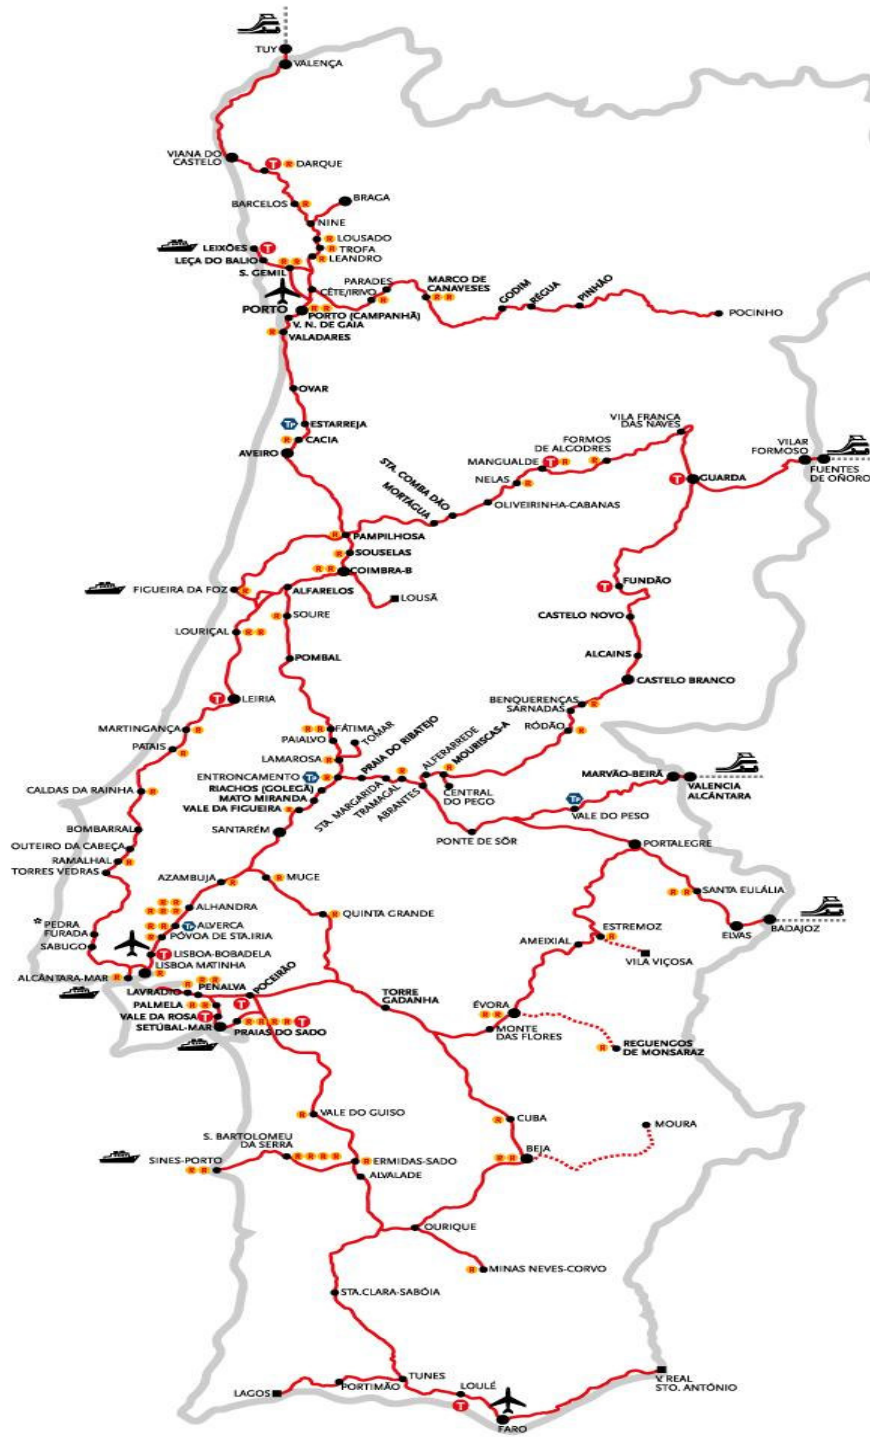 TUY
VALENÇA
VIANA DO
CASTELO
T R DARQUE
BARCELOS R
BRAGA
NINE
R LOUSADO
R TROFA
R LEANDRO
LEIXÕES T
LEÇA DO BALIO R R
S. GEMIL
PARADES
CÊTE/IRIVO R
MARCO DE
CANAVESES
R R
GODIM
RÉGUA
PINHÃO
POCINHO
PORTO R R
PORTO (CAMPANHÃ)
V. N. DE GAIA
R VALADARES
OVAR
TP ESTARREJA
R CACIA
AVEIRO
STA. COMBA DÃO
MORTÁGUA
OLIVEIRINHA-CABANAS
NELAS R
MANGUALDE T R
FORMOS
DE ALGODRES R
VILA FRANCA
DAS NAVES
T GUARDA
VILAR
FORMOSO
FUENTES
DE OÑORO
R PAMPILHOSA
R SOUSELAS
R R COIMBRA-B
LOUSÃ
FIGUEIRA DA FOZ R
ALFARELOS
R SOURE
LOURIÇAL R R
POMBAL
T FUNDÃO
CASTELO NOVO
ALCAINS
CASTELO BRANCO
BENQUERENÇAS R
SARNADAS
RÓDÃO R
T LEIRIA
MARTINGANÇA R
PATAIS R
R R FÁTIMA
PAIALVO
TOMAR
LAMAROSA R
ENTRONCAMENTO TP R
RIACHOS (GOLEGÃ)
MATO MIRANDA
VALE DA FIGUEIRA R
PRAIA DO RIBATEJO
STA. MARGARIDA
TRAMAGAL R
ABRANTES
ALFERRAREDE
MOURISCAS-A
R
CENTRAL
DO PEGO
MARVÃO-BEIRÃ
VALENCIA
ALCÁNTARA
TP
VALE DO PESO
CALDAS DA RAINHA R
SANTARÉM
PONTE DE SÔR
BOMBARRAL
OUTEIRO DA CABEÇA
RAMALHAL R
TORRES VEDRAS
PORTALEGRE
AZAMBUJA R
R MUGE
R R SANTA EULÁLIA
R R
R R R ALHANDRA
R QUINTA GRANDE
R R TP ALVERCA
R PÓVOA DE STA.IRIA
* PEDRA
FURADA
SABUGO
ELVAS
BADAJOZ
ESTREMOZ
R
AMEIXIAL
VILA VIÇOSA
T LISBOA-BOBADELA
LISBOA MATINHA
R
ALCÂNTARA-MAR R
R R
LAVRADIO PENALVA
POCEIRÃO
T
TORRE
GADANHA
PALMELA R R
VALE DA ROSA T
SETÚBAL-MAR
R R R R T
PRAIAS DO SADO
ÉVORA
R R
MONTE
DAS FLORES
REGUENGOS
R DE MONSARAZ
R VALE DO GUISO
R CUBA
MOURA
S. BARTOLOMEU
DA SERRA R R R R
BEJA
R R
SINES-PORTO
R R
R ERMIDAS-SADO
ALVALADE
OURIQUE
R MINAS NEVES-CORVO
STA.CLARA-SABÓIA
TUNES
PORTIMÃO
LAGOS
LOULÉ
T
FARO
V. REAL
STO. ANTÓNIO